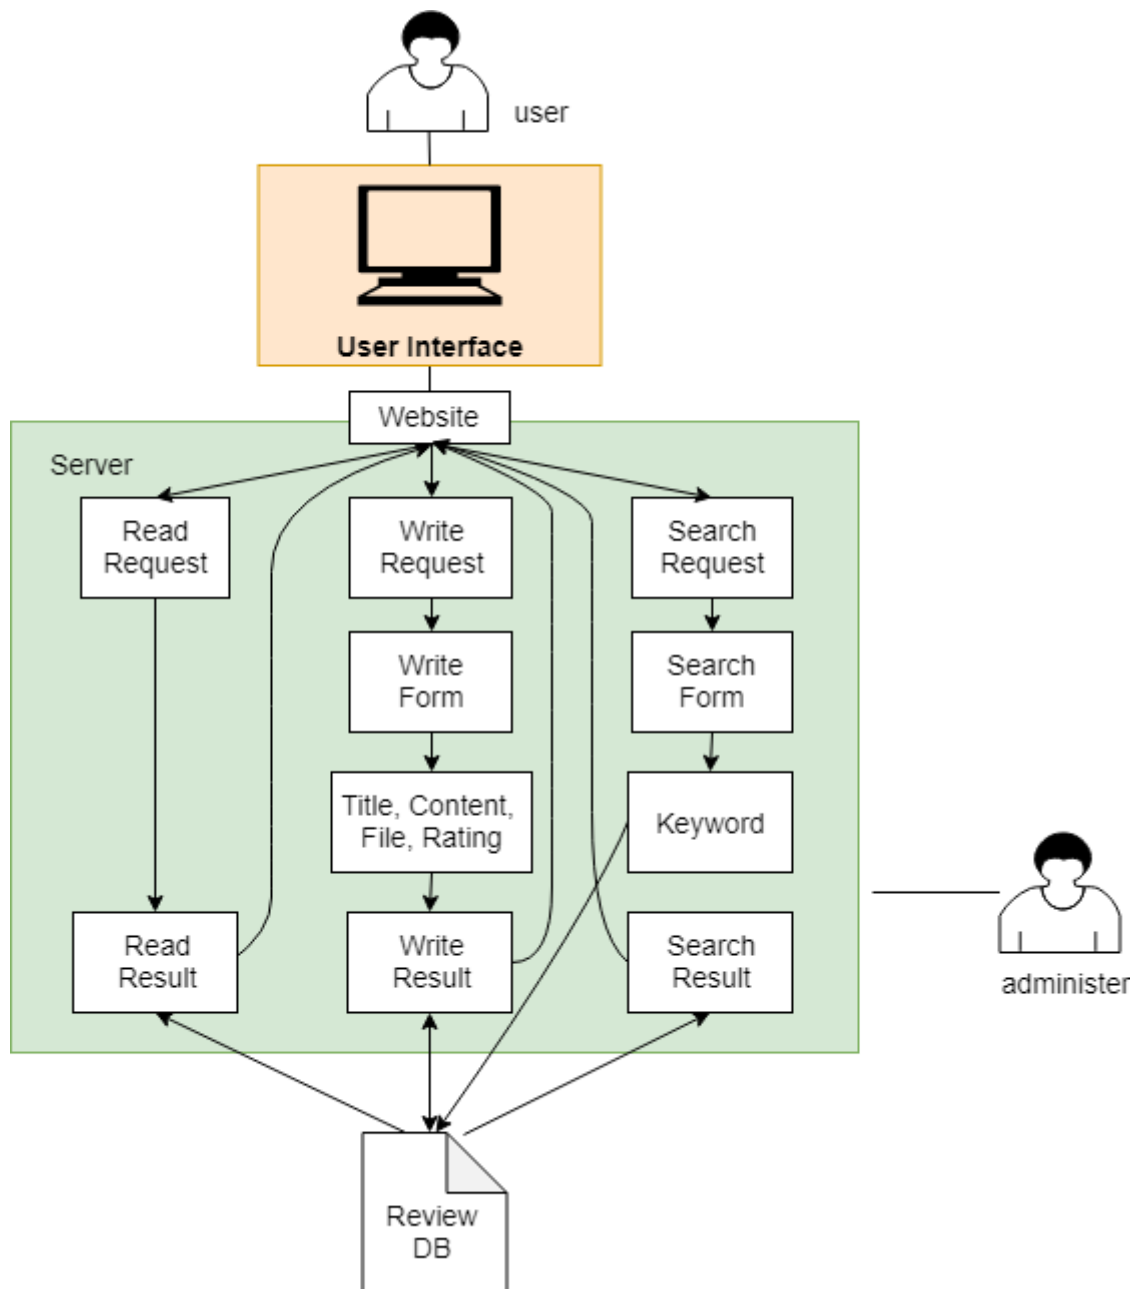 user
User Interface
Website
Server
Read
Request
Write
Request
Search
Request
Write
Form
Search
Form
Title, Content,
File, Rating
Keyword
Read
Result
Write
Result
Search
Result
administer
Review
DB